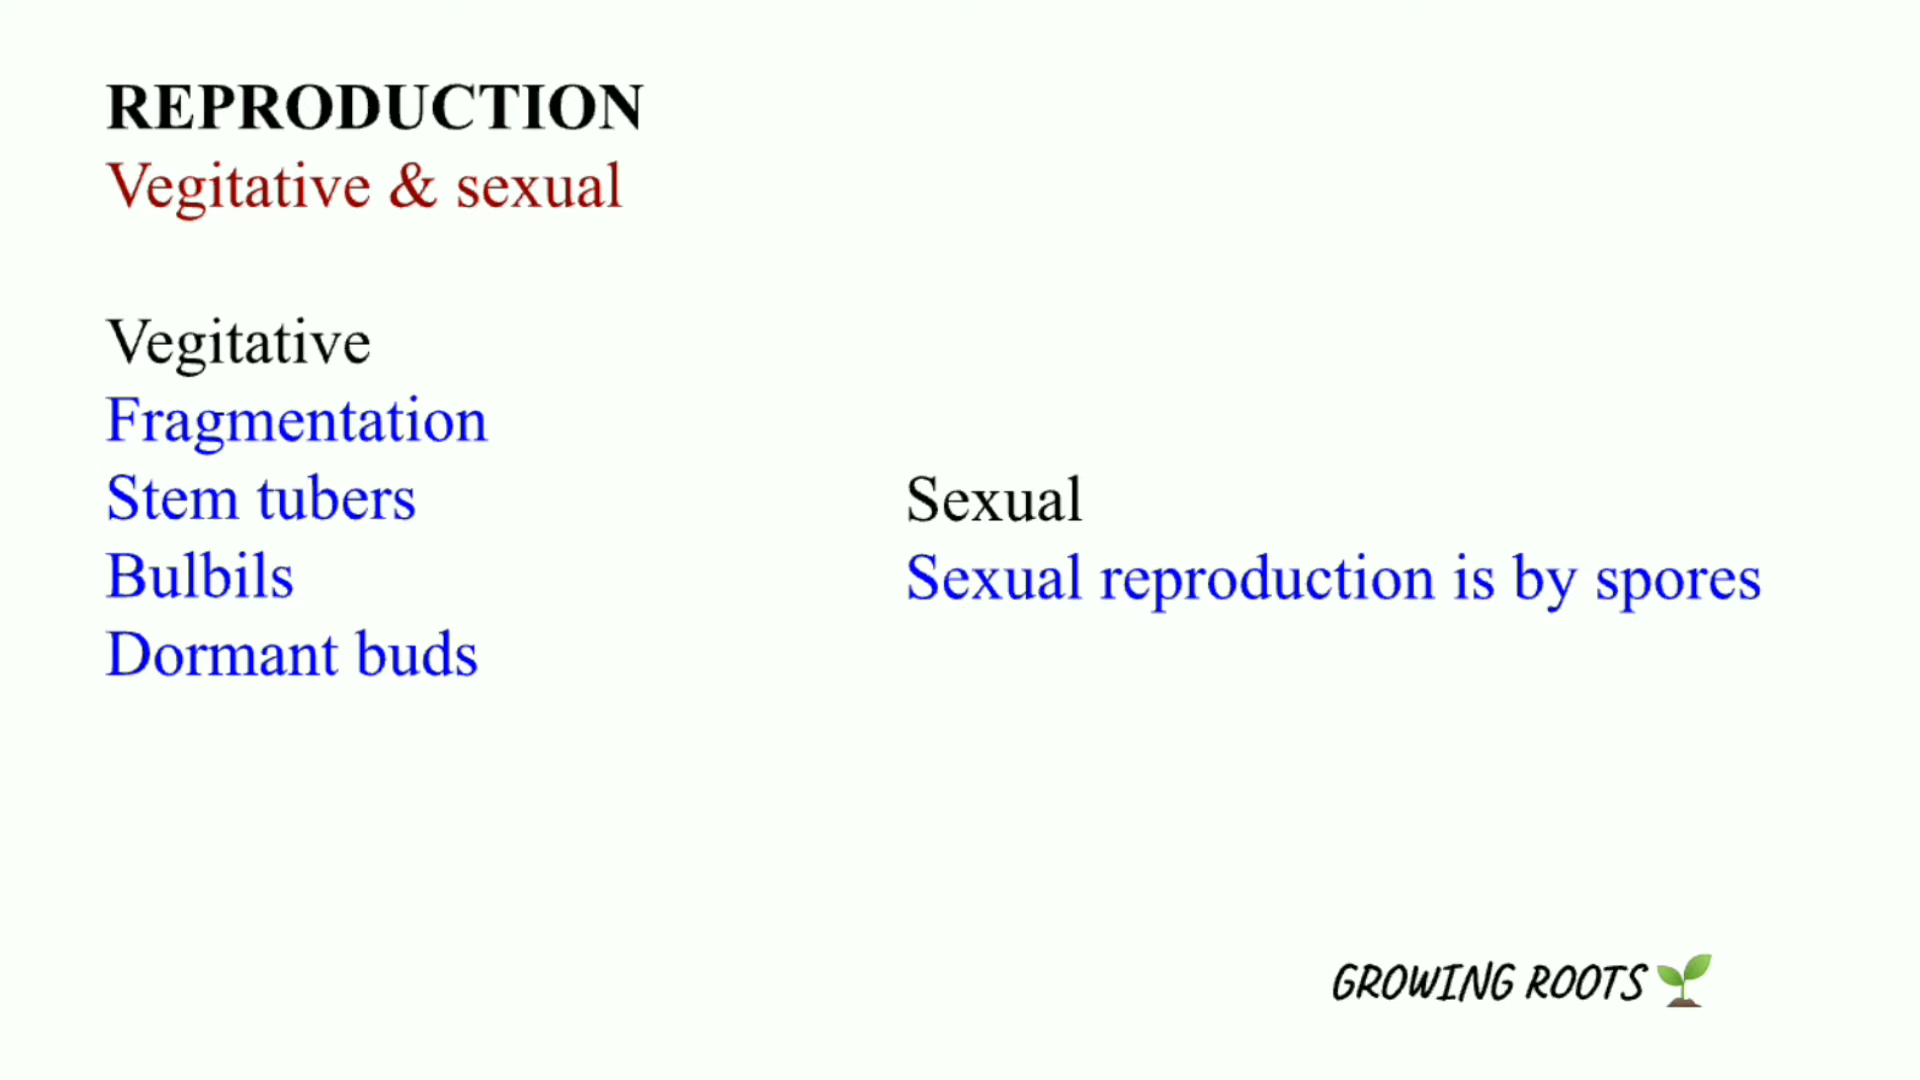 REPRODUCTION
Vegitative & sexual
Vegitative
Fragmentation
Stem tubers
Bulbils
Dormant buds
Sexual
Sexual reproduction is by spores
GROWING ROOTS